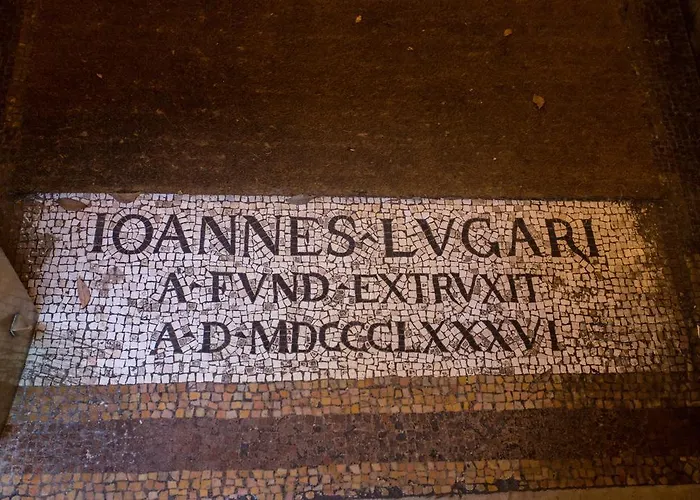 IOANNES · LVGARI
A · FVND · EXTRVXIT
A · D · MDCCCLXXXVI